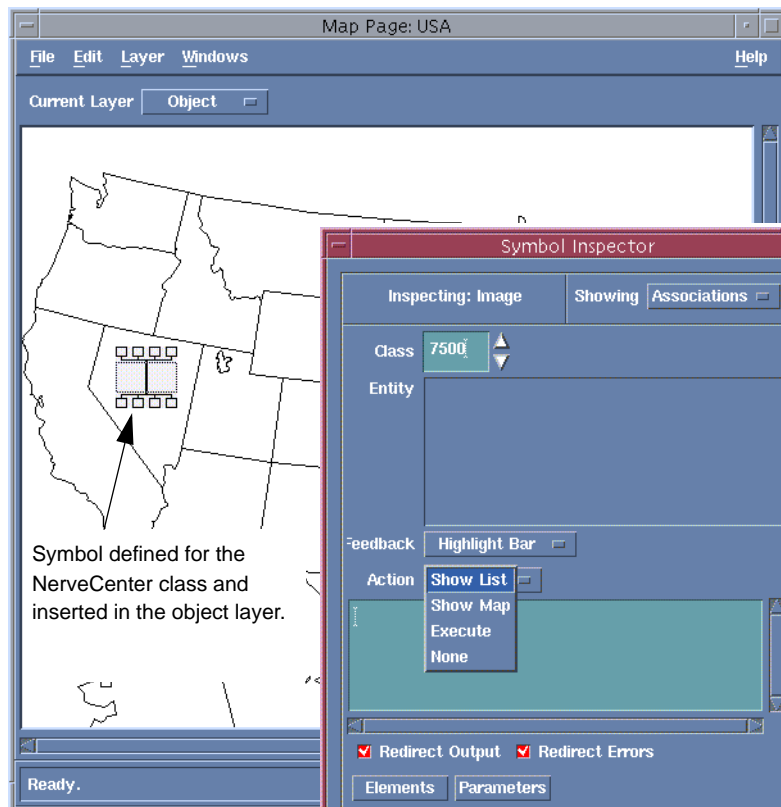 Map Page: USA
File Edit Layer Windows Help
Current Layer Object
Symbol Inspector
Inspecting: Image Showing Associations
Class 7500
Entity
Feedback Highlight Bar
Action Show List
Show Map
Execute
None
Symbol defined for the
NerveCenter class and
inserted in the object layer.
Redirect Output Redirect Errors
Ready.
Elements Parameters